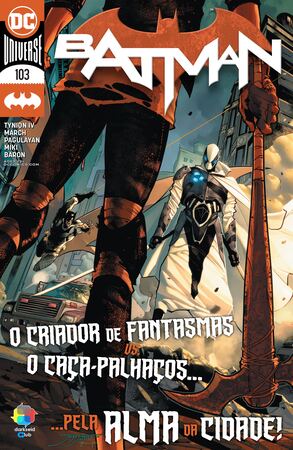 DC
UNIVERSE
BATMAN
103
TYNION IV
MARCH
PAGULAYAN
MIKI
BARON
O CRIADOR DE FANTASMAS
VS.
O CAÇA-PALHAÇOS...
...PELA ALMA DA CIDADE!
darkseid
Club